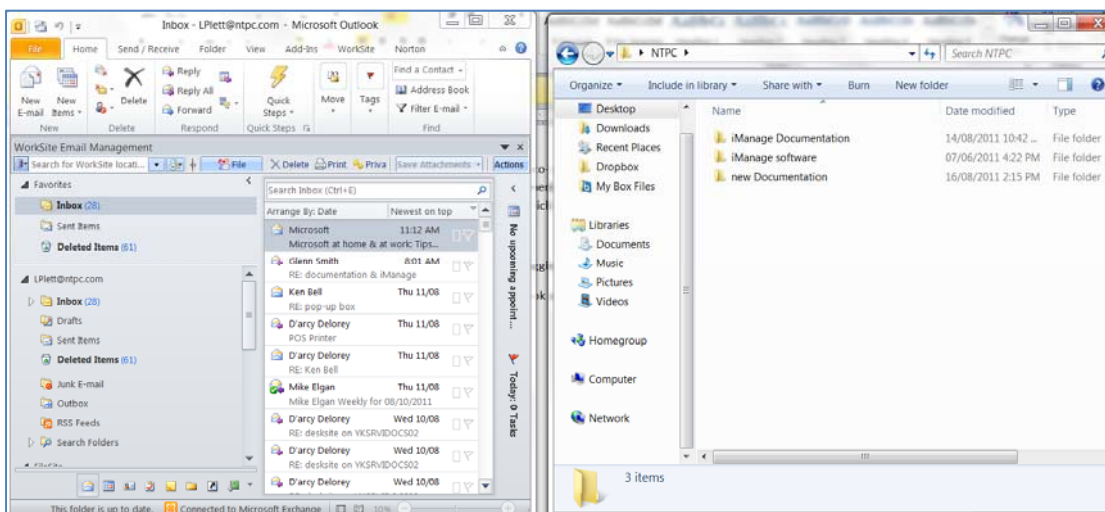 Inbox - LPlett@ntpc.com - Microsoft Outlook
File Home Send / Receive Folder View Add-Ins WorkSite Norton
New E-mail
New Items
Delete
Reply
Reply All
Forward
Quick Steps
Move
Tags
Find a Contact
Address Book
Filter E-mail
New Delete Respond Quick Steps Find
WorkSite Email Management
Search for WorkSite locati... File Delete Print Priva Save Attachments Actions
Favorites
Inbox (28)
Sent Items
Deleted Items (61)
LPlett@ntpc.com
Inbox (28)
Drafts
Sent Items
Deleted Items (61)
Junk E-mail
Outbox
RSS Feeds
Search Folders
Search Inbox (Ctrl+E)
Arrange By: Date Newest on top
Microsoft 11:12 AM
Microsoft at home & at work: Tips...
Glenn Smith 8:01 AM
RE: documentation & iManage
Ken Bell Thu 11/08
RE: pop-up box
D'arcy Delorey Thu 11/08
POS Printer
D'arcy Delorey Thu 11/08
RE: Ken Bell
Mike Elgan Thu 11/08
Mike Elgan Weekly for 08/10/2011
D'arcy Delorey Wed 10/08
RE: desksite on YKSRVIDOCS02
D'arcy Delorey Wed 10/08
RE: desksite on YKSRVIDOCS02
D'arcy Delorey Wed 10/08
No upcoming appoint...
Today: 0 Tasks
This folder is up to date. Connected to Microsoft Exchange 10%
NTPC
Search NTPC
Organize Include in library Share with Burn New folder
Desktop
Downloads
Recent Places
Dropbox
My Box Files
Libraries
Documents
Music
Pictures
Videos
Homegroup
Computer
Network
Name Date modified Type
iManage Documentation 14/08/2011 10:42 ... File folder
iManage software 07/06/2011 4:22 PM File folder
new Documentation 16/08/2011 2:15 PM File folder
3 items